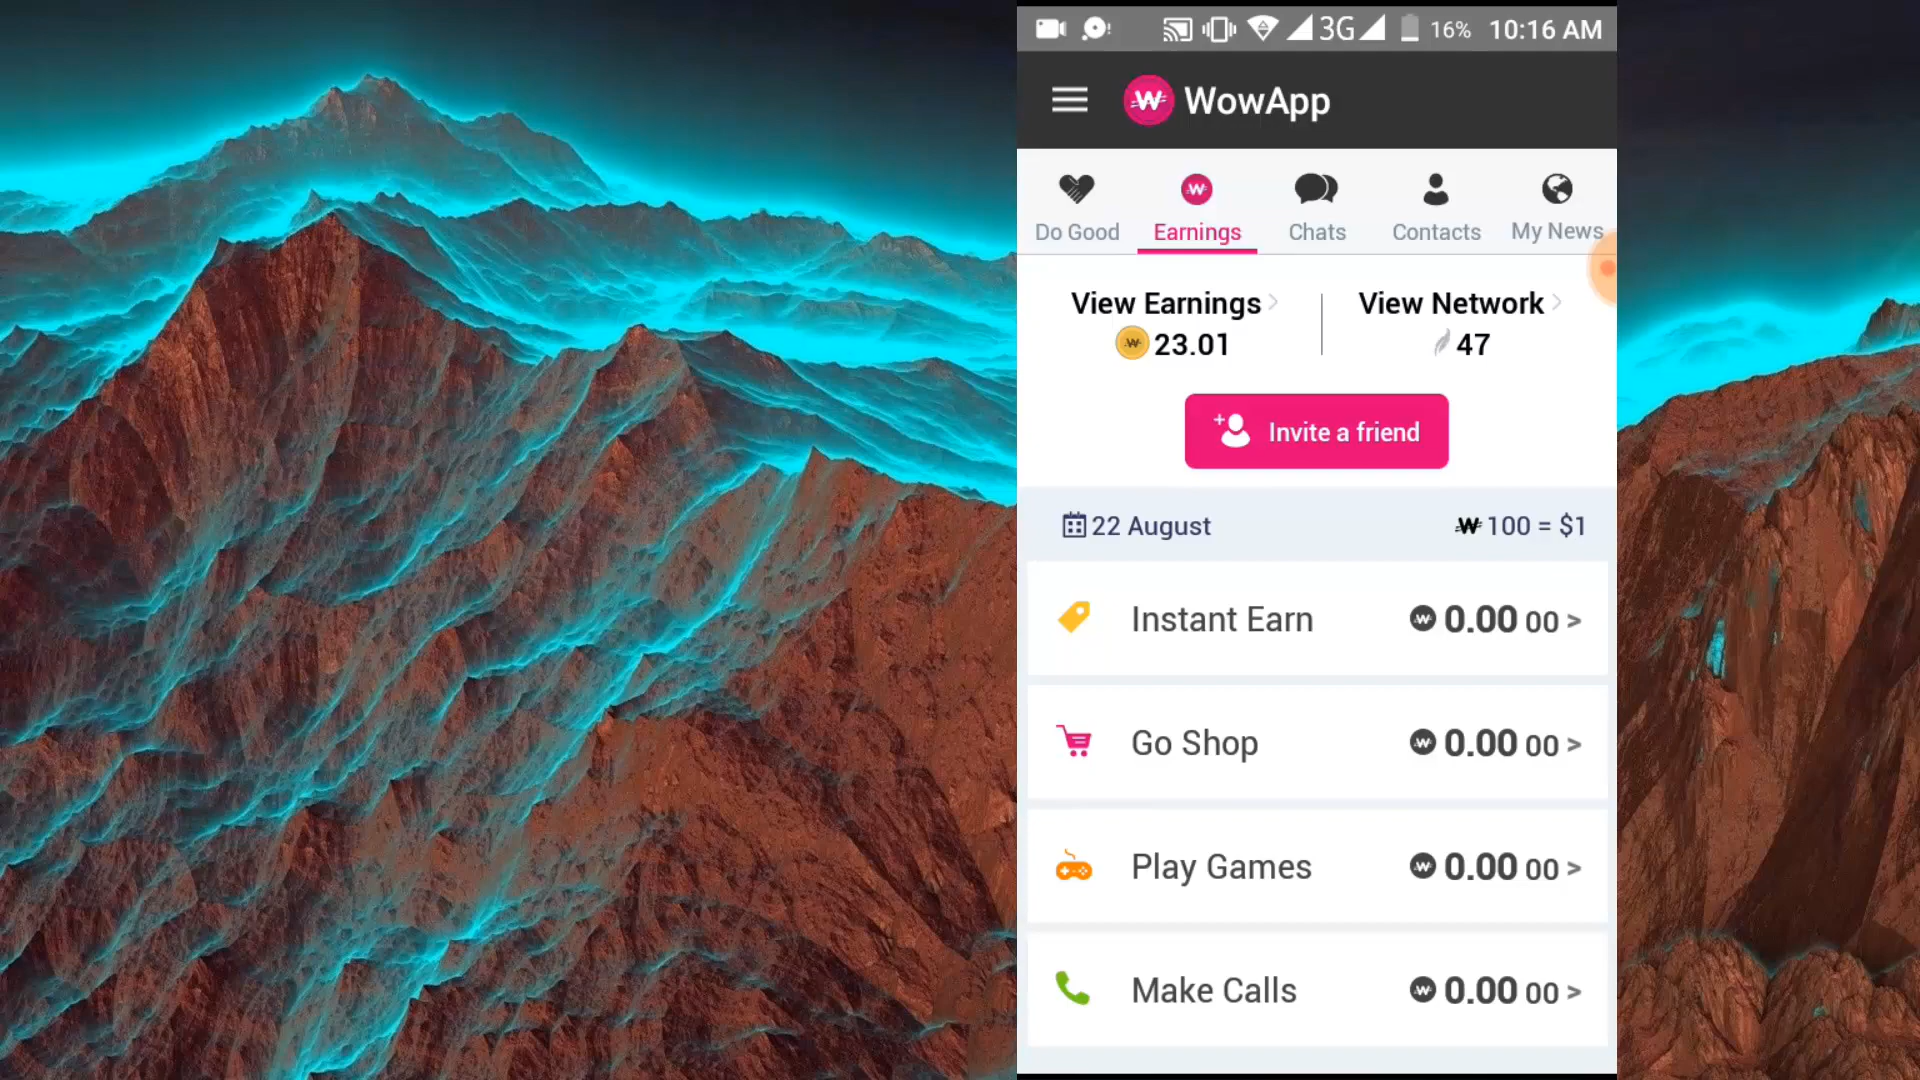 3G 16% 10:16 AM
W WowApp
Do Good Earnings Chats Contacts My News
View Earnings > View Network >
23.01 47
Invite a friend
22 August W 100 = $1
Instant Earn 0.00 00 >
Go Shop 0.00 00 >
Play Games 0.00 00 >
Make Calls 0.00 00 >